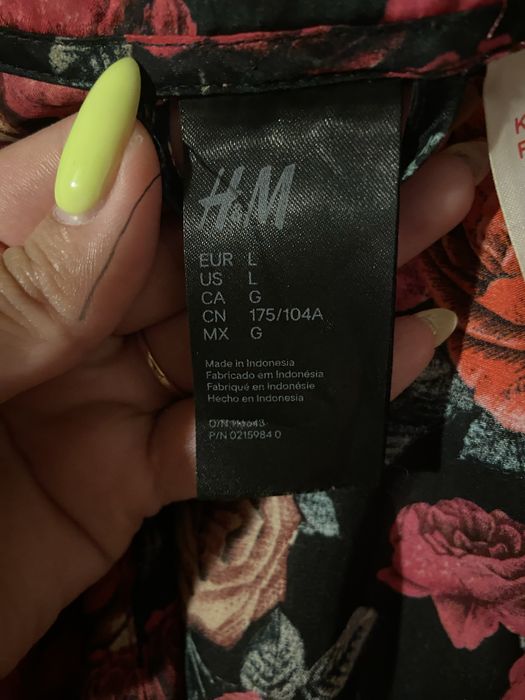 H&M
EUR L
US L
CA G
CN 175/104A
MX G
Made in Indonesia
Fabricado em Indonésia
Fabriqué en Indonésie
Hecho en Indonesia
O/N
P/N 0215984 0
K
F